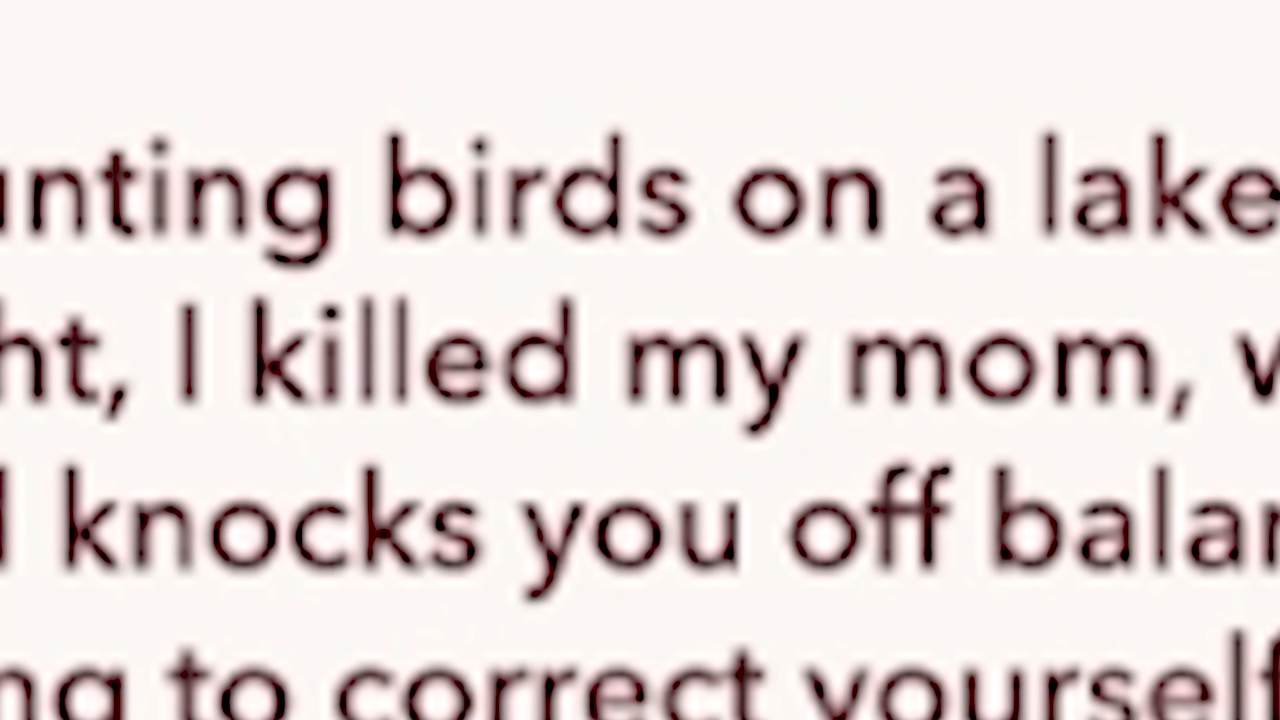 unting birds on a lake
ht, I killed my mom, w
d knocks you off balan
ng to correct yourself